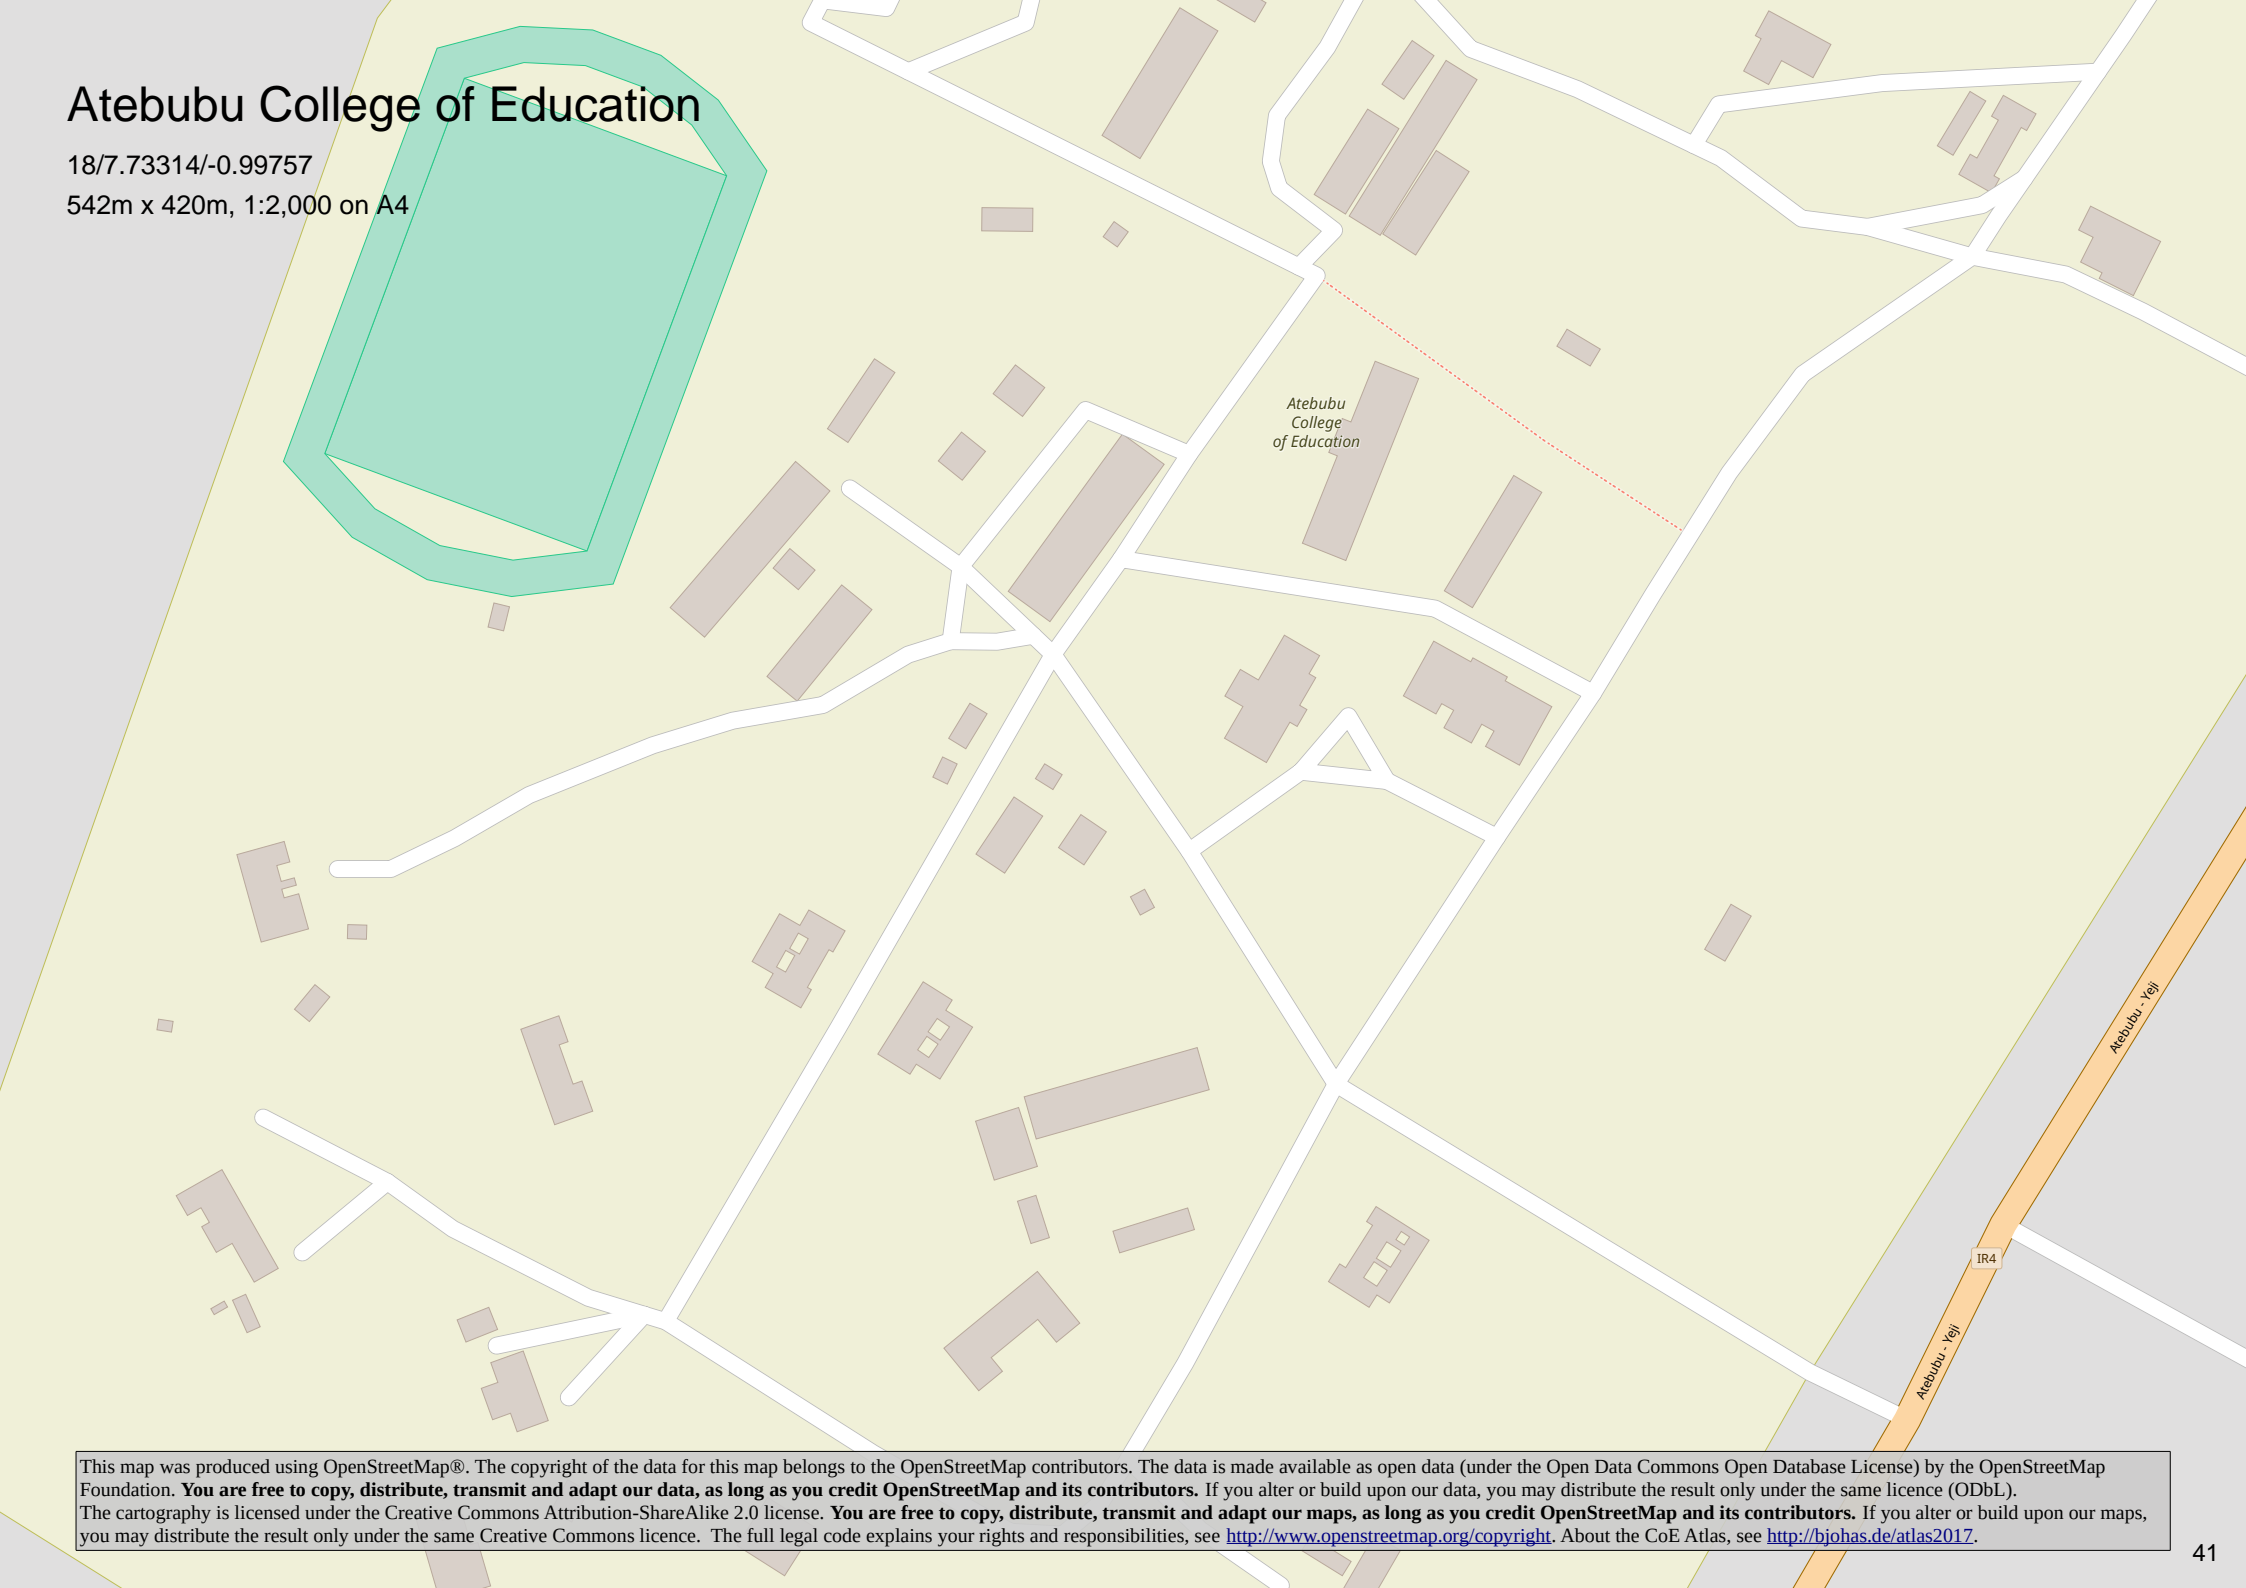 Atebubu College of Education
18/7.73314/-0.99757
542m x 420m, 1:2,000 on A4
Atebubu
College
of Education
Atebubu - Yeji
IR4
Atebubu - Yeji
This map was produced using OpenStreetMap®. The copyright of the data for this map belongs to the OpenStreetMap contributors. The data is made available as open data (under the Open Data Commons Open Database License) by the OpenStreetMap
Foundation. You are free to copy, distribute, transmit and adapt our data, as long as you credit OpenStreetMap and its contributors. If you alter or build upon our data, you may distribute the result only under the same licence (ODbL).
The cartography is licensed under the Creative Commons Attribution-ShareAlike 2.0 license. You are free to copy, distribute, transmit and adapt our maps, as long as you credit OpenStreetMap and its contributors. If you alter or build upon our maps,
you may distribute the result only under the same Creative Commons licence. The full legal code explains your rights and responsibilities, see http://www.openstreetmap.org/copyright. About the CoE Atlas, see http://bjohas.de/atlas2017.
41